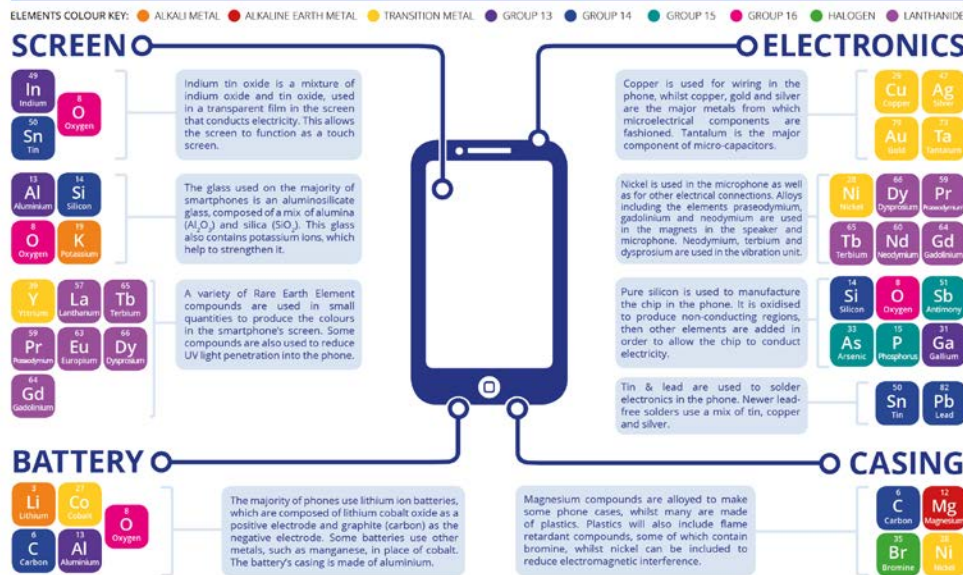 ELEMENTS COLOUR KEY: ALKALI METAL ALKALINE EARTH METAL TRANSITION METAL GROUP 13 GROUP 14 GROUP 15 GROUP 16 HALOGEN LANTHANIDE
SCREEN
49
In
Indium
8
O
Oxygen
50
Sn
Tin
Indium tin oxide is a mixture of
indium oxide and tin oxide, used
in a transparent film in the screen
that conducts electricity. This allows
the screen to function as a touch
screen.
13
Al
Aluminium
14
Si
Silicon
8
O
Oxygen
19
K
Potassium
The glass used on the majority of
smartphones is an aluminosilicate
glass, composed of a mix of alumina
(Al₂O₃) and silica (SiO₂). This glass
also contains potassium ions, which
help to strengthen it.
39
Y
Yttrium
57
La
Lanthanum
65
Tb
Terbium
59
Pr
Praseodymium
63
Eu
Europium
66
Dy
Dysprosium
64
Gd
Gadolinium
A variety of Rare Earth Element
compounds are used in small
quantities to produce the colours
in the smartphone's screen. Some
compounds are also used to reduce
UV light penetration into the phone.
ELECTRONICS
Copper is used for wiring in the
phone, whilst copper, gold and silver
are the major metals from which
microelectrical components are
fashioned. Tantalum is the major
component of micro-capacitors.
29
Cu
Copper
47
Ag
Silver
79
Au
Gold
73
Ta
Tantalum
Nickel is used in the microphone as well
as for other electrical connections. Alloys
including the elements praseodymium,
gadolinium and neodymium are used
in the magnets in the speaker and
microphone. Neodymium, terbium and
dysprosium are used in the vibration unit.
28
Ni
Nickel
66
Dy
Dysprosium
59
Pr
Praseodymium
65
Tb
Terbium
60
Nd
Neodymium
64
Gd
Gadolinium
Pure silicon is used to manufacture
the chip in the phone. It is oxidised
to produce non-conducting regions,
then other elements are added in
order to allow the chip to conduct
electricity.
14
Si
Silicon
8
O
Oxygen
51
Sb
Antimony
33
As
Arsenic
15
P
Phosphorus
31
Ga
Gallium
Tin & lead are used to solder
electronics in the phone. Newer lead-
free solders use a mix of tin, copper
and silver.
50
Sn
Tin
82
Pb
Lead
BATTERY
3
Li
Lithium
27
Co
Cobalt
8
O
Oxygen
6
C
Carbon
13
Al
Aluminium
The majority of phones use lithium ion batteries,
which are composed of lithium cobalt oxide as a
positive electrode and graphite (carbon) as the
negative electrode. Some batteries use other
metals, such as manganese, in place of cobalt.
The battery's casing is made of aluminium.
CASING
Magnesium compounds are alloyed to make
some phone cases, whilst many are made
of plastics. Plastics will also include flame
retardant compounds, some of which contain
bromine, whilst nickel can be included to
reduce electromagnetic interference.
6
C
Carbon
12
Mg
Magnesium
35
Br
Bromine
28
Ni
Nickel